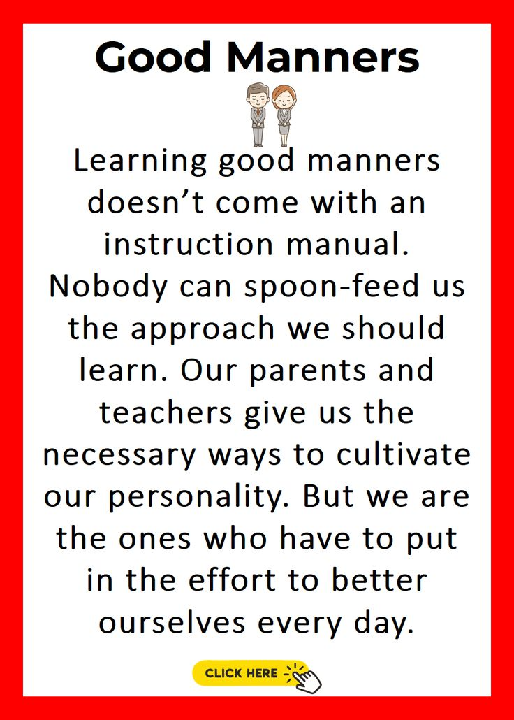 Good Manners
Learning good manners
doesn’t come with an
instruction manual.
Nobody can spoon-feed us
the approach we should
learn. Our parents and
teachers give us the
necessary ways to cultivate
our personality. But we are
the ones who have to put
in the effort to better
ourselves every day.
CLICK HERE